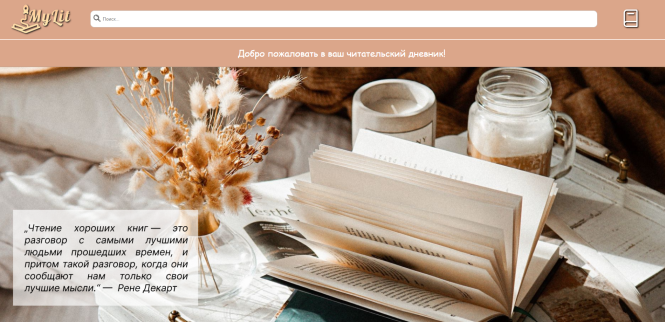 MyLit
Поиск...
Добро пожаловать в ваш читательский дневник!
„Чтение хороших книг — это
разговор с самыми лучшими
людьми прошедших времен, и
притом такой разговор, когда они
сообщают нам только свои
лучшие мысли.“ — Рене Декарт